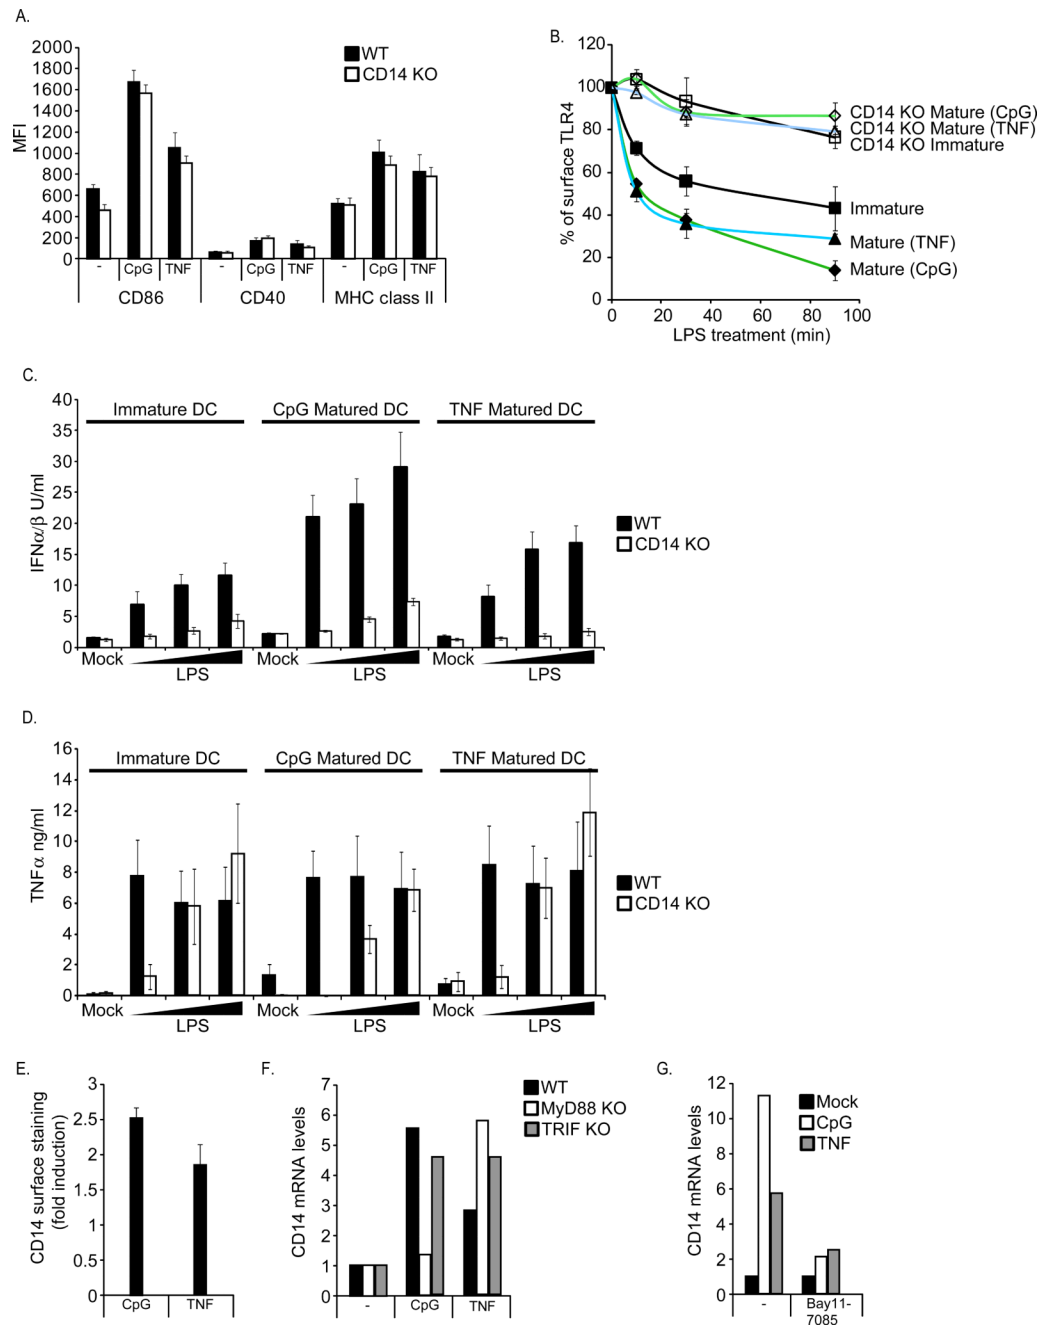 A.
2000
1800
1600
1400
1200
1000
800
600
400
200
0
MFI
WT
CD14 KO
- CpG TNF - CpG TNF - CpG TNF
CD86 CD40 MHC class II
B.
120
100
80
60
40
20
0
% of surface TLR4
CD14 KO Mature (CpG)
CD14 KO Mature (TNF)
CD14 KO Immature
Immature
Mature (TNF)
Mature (CpG)
0 20 40 60 80 100
LPS treatment (min)
C.
40
35
30
25
20
15
10
5
0
IFNα/β U/ml
Immature DC CpG Matured DC TNF Matured DC
WT
CD14 KO
Mock Mock Mock
LPS LPS LPS
D.
16
14
12
10
8
6
4
2
0
TNFα ng/ml
Immature DC CpG Matured DC TNF Matured DC
WT
CD14 KO
Mock Mock Mock
LPS LPS LPS
E.
3
2.5
2
1.5
1
0.5
0
CD14 surface staining
(fold induction)
CpG TNF
F.
7
6
5
4
3
2
1
0
CD14 mRNA levels
WT
MyD88 KO
TRIF KO
- CpG TNF
G.
12
10
8
6
4
2
0
CD14 mRNA levels
Mock
CpG
TNF
- Bay11-
7085